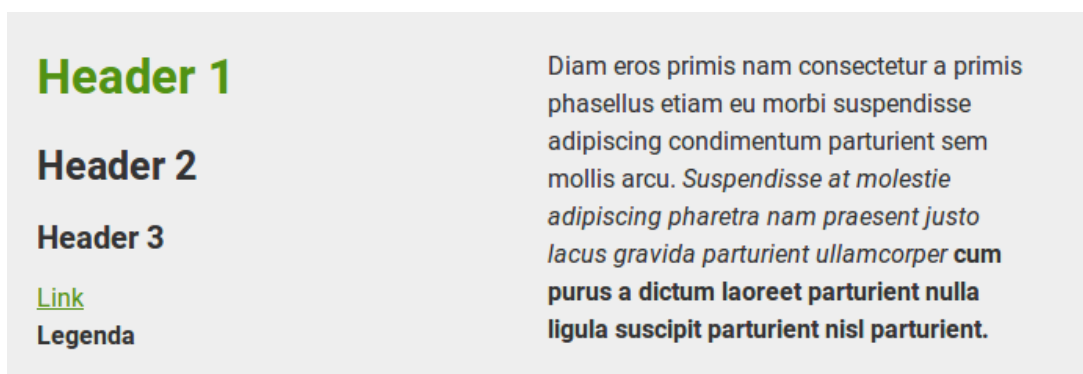 Header 1
Header 2
Header 3
Link
Legenda
Diam eros primis nam consectetur a primis
phasellus etiam eu morbi suspendisse
adipiscing condimentum parturient sem
mollis arcu. Suspendisse at molestie
adipiscing pharetra nam praesent justo
lacus gravida parturient ullamcorper cum
purus a dictum laoreet parturient nulla
ligula suscipit parturient nisl parturient.